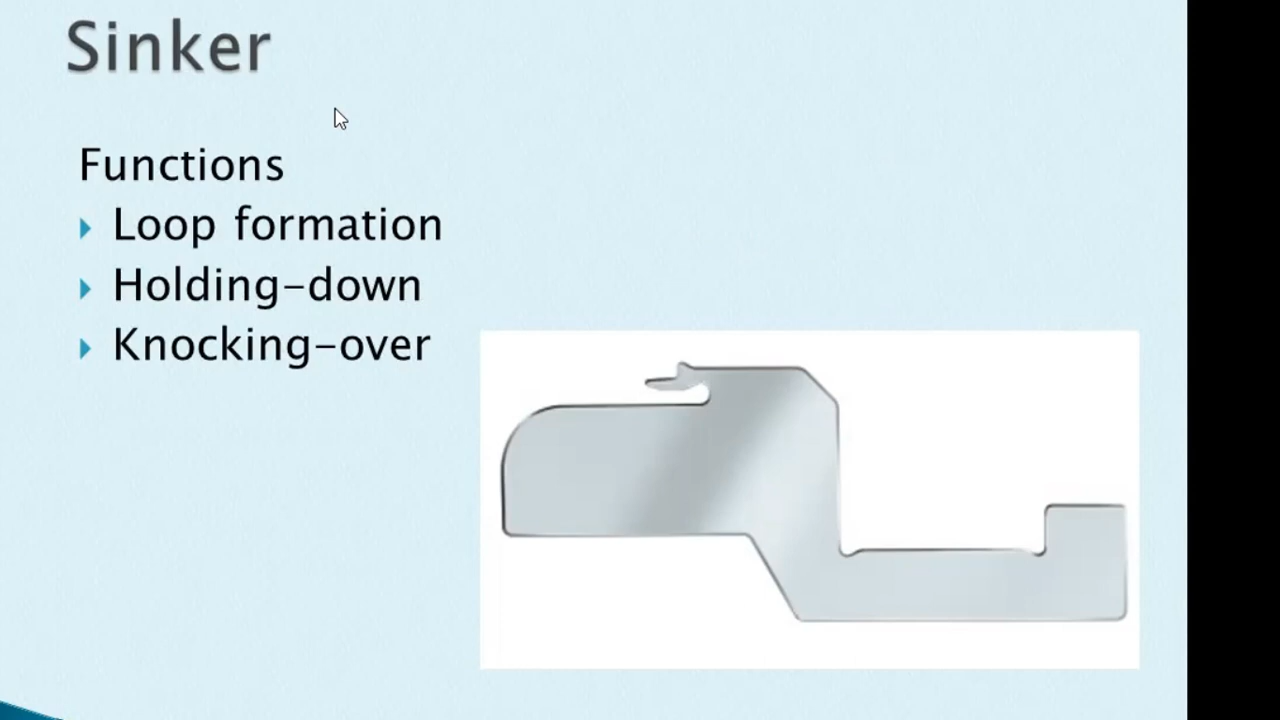 Sinker
Functions
Loop formation
Holding-down
Knocking-over